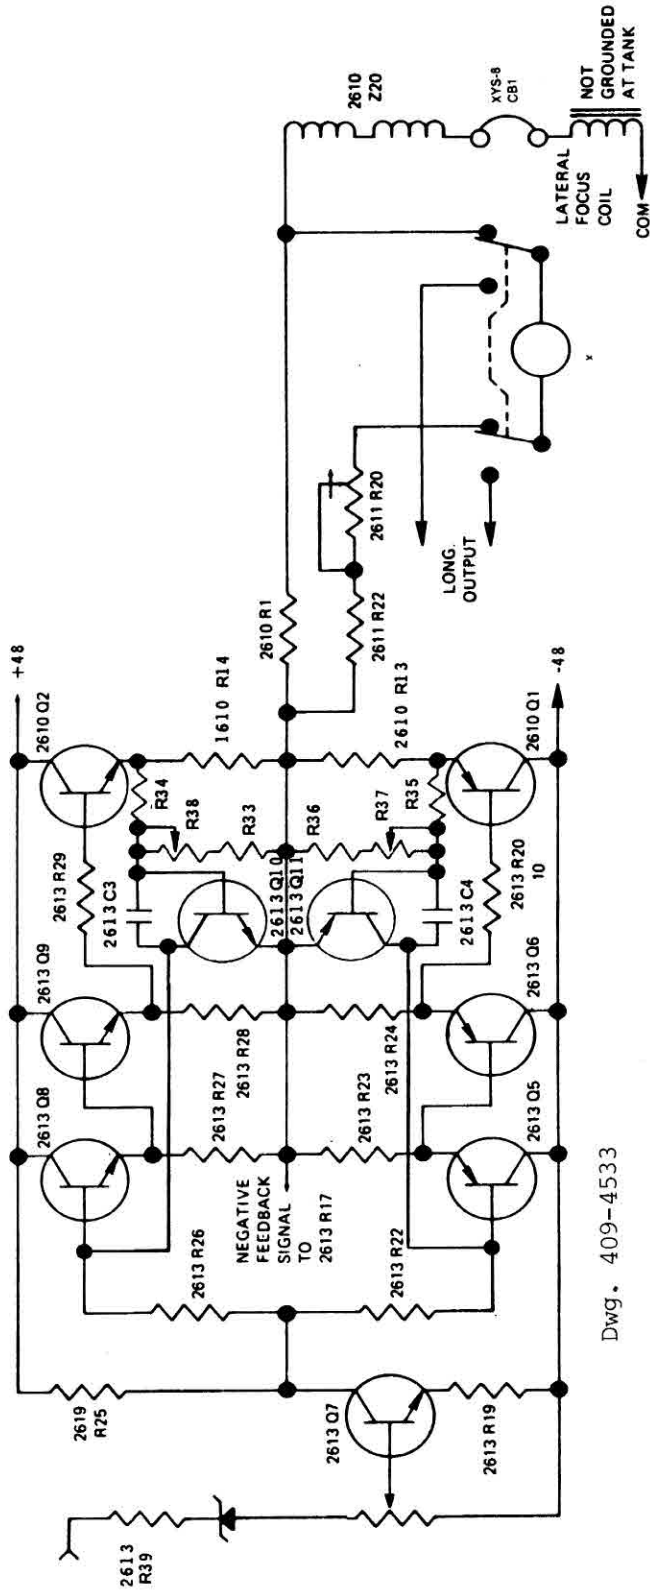 +48
2619
R25
2613 Q8
2613 Q9
2613 R29
2610 Q2
2613 C3
R34
R38
R33
1610 R14
2613 R26
2613 R27
2613 R28
2613 Q10
2613 Q11
R36
R37
R35
2610 R13
NEGATIVE
FEEDBACK
SIGNAL
TO
2613 R17
2613 R22
2613 R23
2613 R24
2613 C4
2613 Q7
2613 R19
2613
R39
2613 Q5
2613 Q6
2613 R20
10
2610 Q1
-48
2610 R1
2611 R22
2611 R20
LONG.
OUTPUT
x
2610
Z20
XYS-8
CB1
LATERAL
FOCUS
COIL
NOT
GROUNDED
AT TANK
COM
Dwg. 409-4533